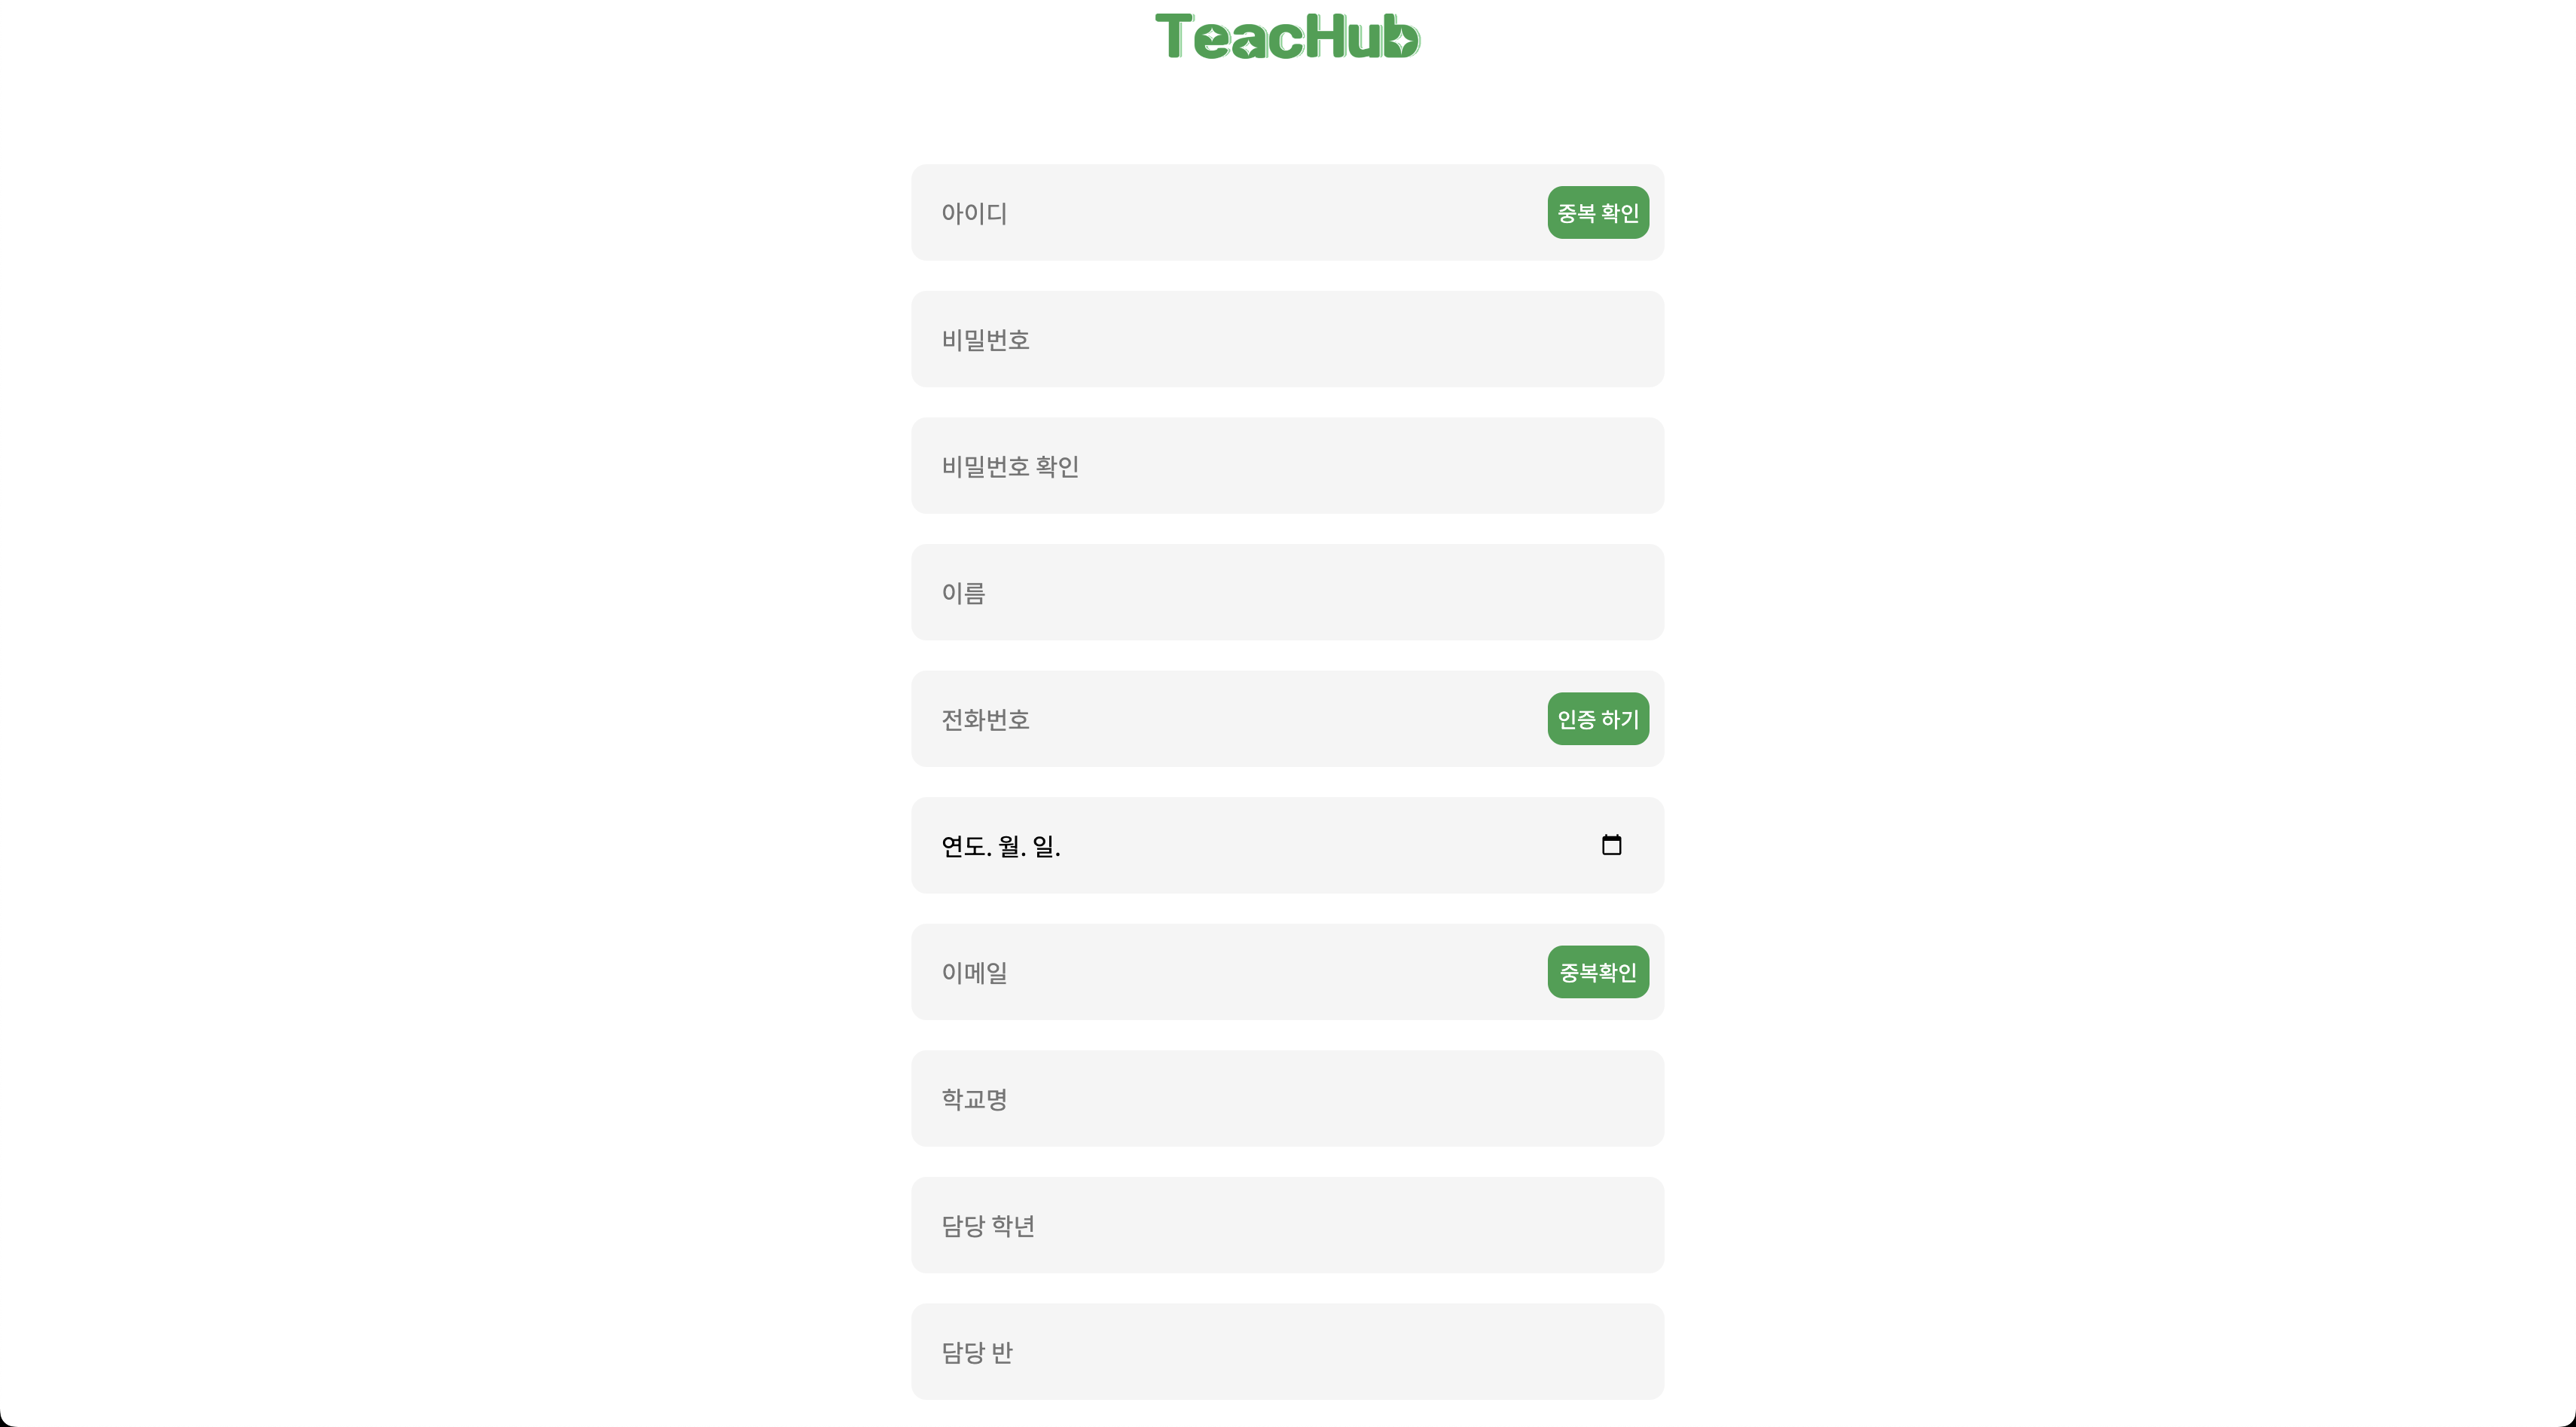 TeacHub
아이디
중복 확인
비밀번호
비밀번호 확인
이름
전화번호
인증 하기
연도. 월. 일.
이메일
중복확인
학교명
담당 학년
담당 반